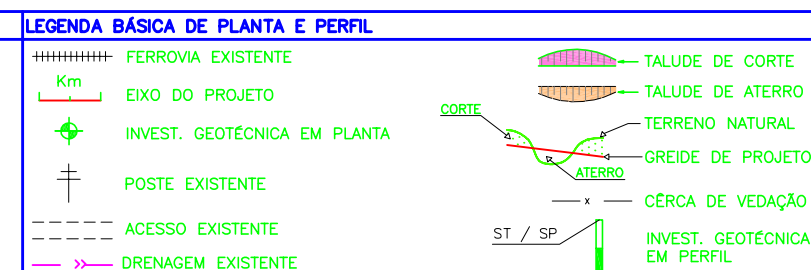 LEGENDA BÁSICA DE PLANTA E PERFIL
FERROVIA EXISTENTE
Km
EIXO DO PROJETO
INVEST. GEOTÉCNICA EM PLANTA
POSTE EXISTENTE
ACESSO EXISTENTE
DRENAGEM EXISTENTE
TALUDE DE CORTE
TALUDE DE ATERRO
CORTE
TERRENO NATURAL
GREIDE DE PROJETO
ATERRO
x
CÊRCA DE VEDAÇÃO
ST / SP
INVEST. GEOTÉCNICA
EM PERFIL